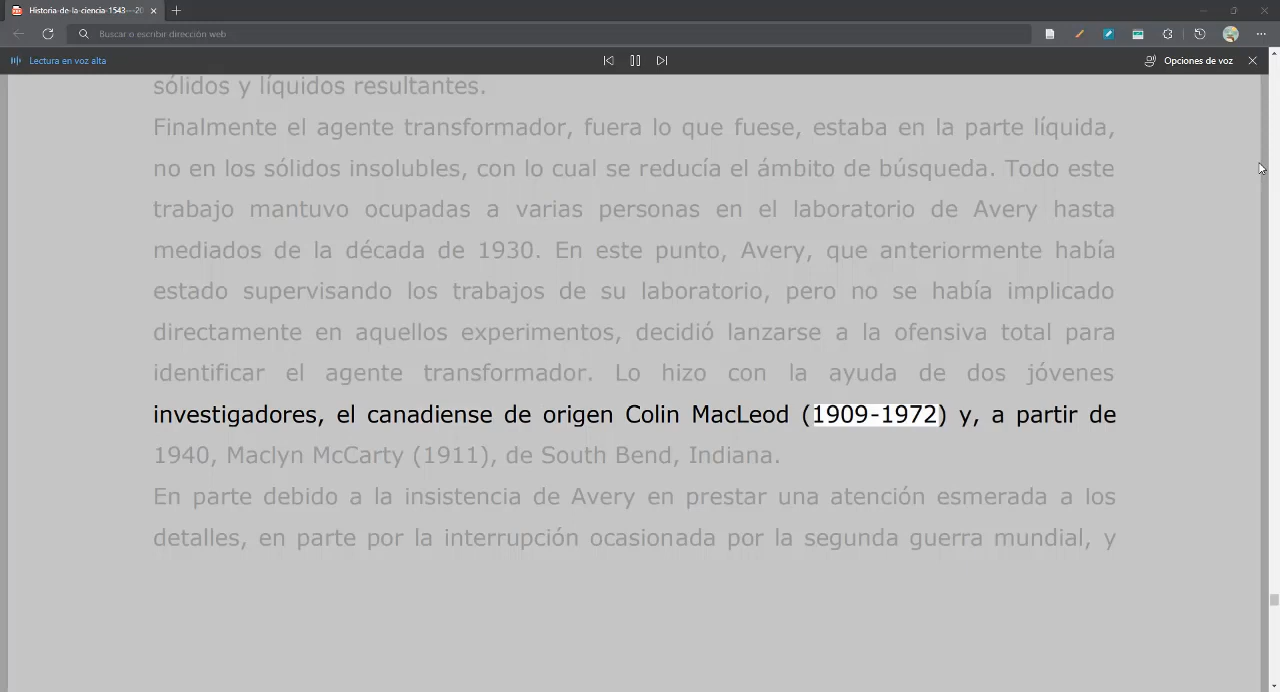 Historia-de-la-ciencia-1543---20
Buscar o escribir dirección web
Lectura en voz alta
Opciones de voz
sólidos y líquidos resultantes.
Finalmente el agente transformador, fuera lo que fuese, estaba en la parte líquida,
no en los sólidos insolubles, con lo cual se reducía el ámbito de búsqueda. Todo este
trabajo mantuvo ocupadas a varias personas en el laboratorio de Avery hasta
mediados de la década de 1930. En este punto, Avery, que anteriormente había
estado supervisando los trabajos de su laboratorio, pero no se había implicado
directamente en aquellos experimentos, decidió lanzarse a la ofensiva total para
identificar el agente transformador. Lo hizo con la ayuda de dos jóvenes
investigadores, el canadiense de origen Colin MacLeod (1909-1972) y, a partir de
1940, Maclyn McCarty (1911), de South Bend, Indiana.
En parte debido a la insistencia de Avery en prestar una atención esmerada a los
detalles, en parte por la interrupción ocasionada por la segunda guerra mundial, y